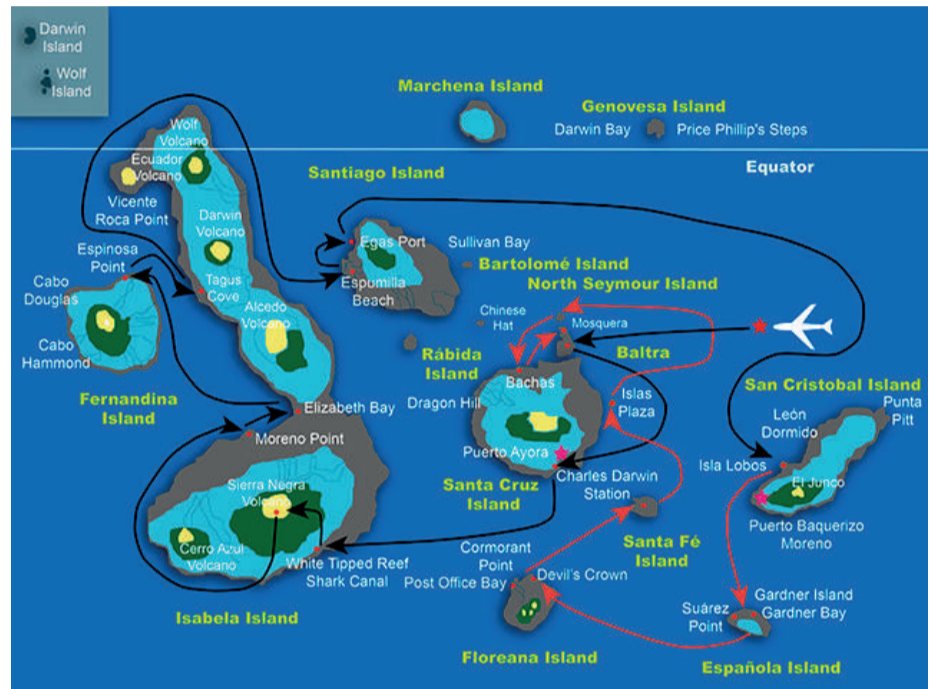 Darwin
Island
Wolf
Island
Marchena Island
Genovesa Island
Darwin Bay
Price Phillip's Steps
Equator
Wolf
Volcano
Ecuador
Volcano
Vicente
Roca Point
Santiago Island
Espinosa
Point
Darwin
Volcano
Egas Port
Sullivan Bay
Bartolomé Island
Espumilla
Beach
North Seymour Island
Cabo
Douglas
Tagus
Cove
Alcedo
Volcano
Chinese
Hat
Mosquera
Cabo
Hammond
Rábida
Island
Baltra
Fernandina
Island
Bachas
Dragon Hill
Islas
Plaza
San Cristobal Island
Punta
Pitt
León
Dormido
Elizabeth Bay
Moreno Point
Puerto Ayora
Isla Lobos
Charles Darwin
Station
Santa Cruz
Island
El Junco
Sierra Negra
Volcano
Puerto Baquerizo
Moreno
Santa Fé
Island
Cerro Azul
Volcano
White Tipped Reef
Shark Canal
Cormorant
Point
Post Office Bay
Devil's Crown
Isabela Island
Gardner Island
Gardner Bay
Suárez
Point
Floreana Island
Española Island